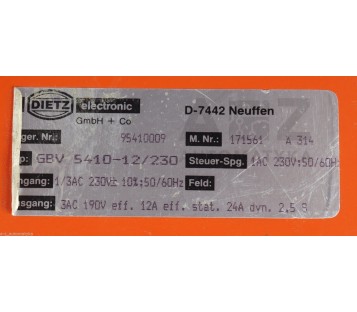 DIETZ electronic D-7442 Neuffen
GmbH + Co
ger. Nr.: 95410009 M. Nr.: 171561 A 314
p: GBV 5410-12/230 Steuer-Spg. 1AC 230V:50/60Hz
ngang: 1/3AC 230V± 10%:50/60Hz Feld:
usgang: 3AC 190V eff. 12A eff. stat. 24A dyn. 2,5 S